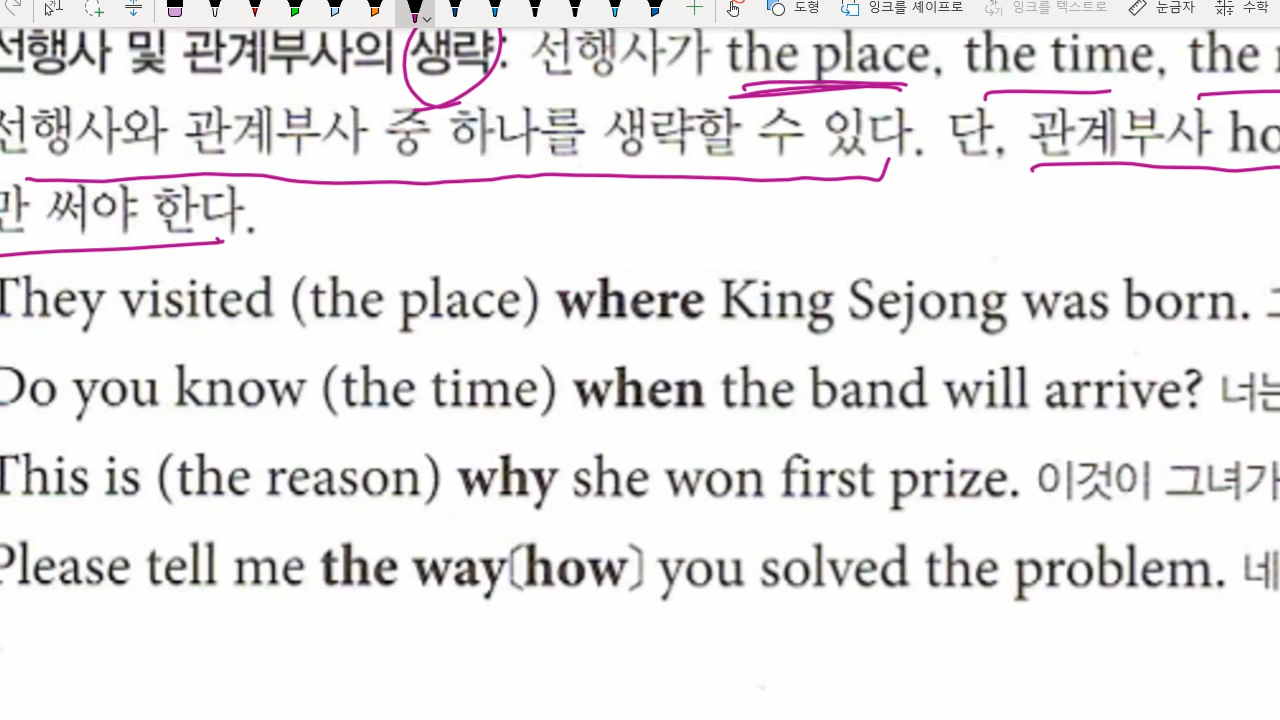 도형 잉크를 셰이프로 잉크를 텍스트로 눈금자 수학
선행사 및 관계부사의 생략: 선행사가 the place, the time, the
선행사와 관계부사 중 하나를 생략할 수 있다. 단, 관계부사
만 써야 한다.
They visited (the place) where King Sejong was born.
Do you know (the time) when the band will arrive? 너는
This is (the reason) why she won first prize. 이것이 그녀가
Please tell me the way〔how〕 you solved the problem. 네